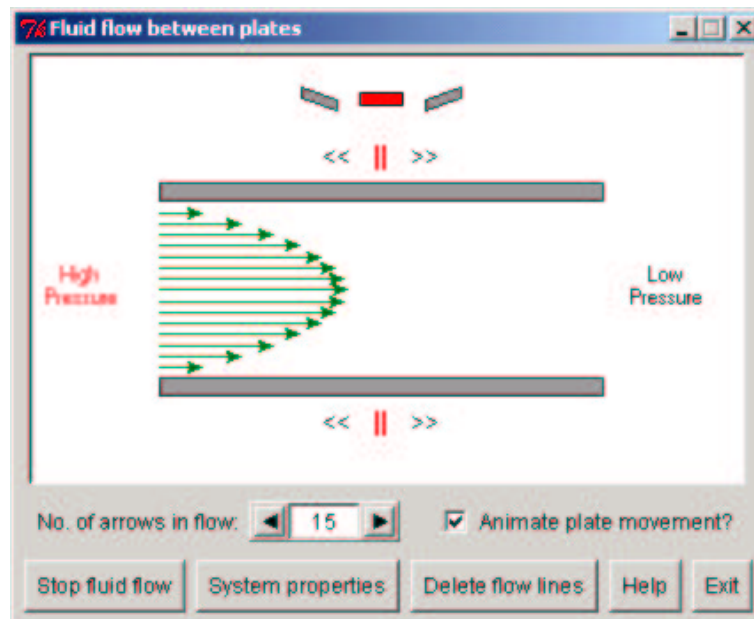 Fluid flow between plates
<< || >>
High
Pressure
Low
Pressure
<< || >>
No. of arrows in flow: 15 Animate plate movement?
Stop fluid flow System properties Delete flow lines Help Exit